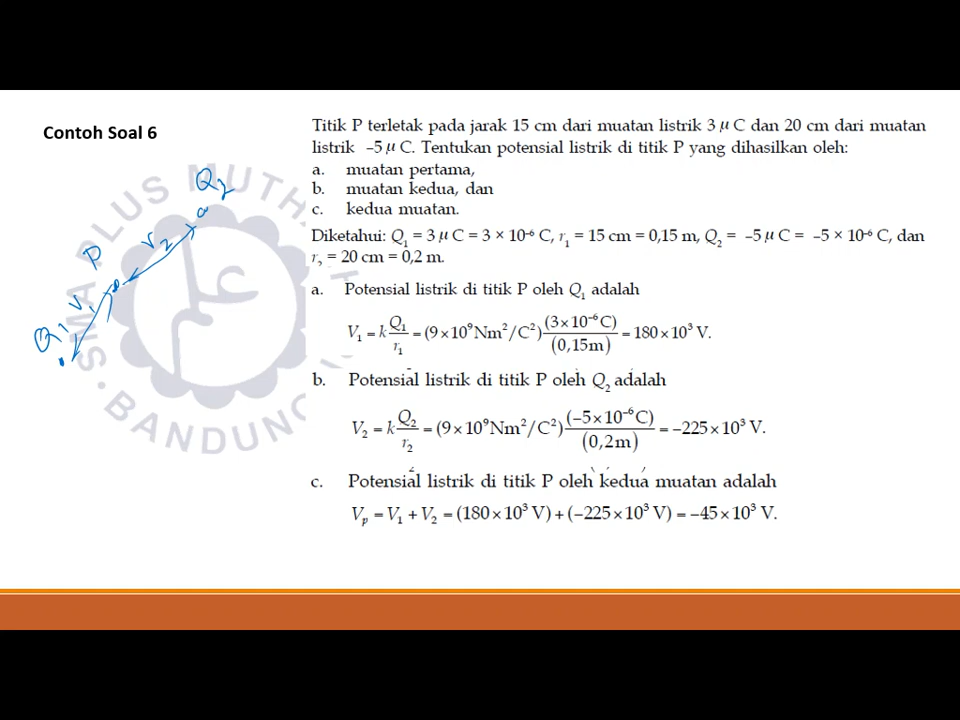 Contoh Soal 6
Titik P terletak pada jarak 15 cm dari muatan listrik 3 μ C dan 20 cm dari muatan
listrik –5 μ C. Tentukan potensial listrik di titik P yang dihasilkan oleh:
a. muatan pertama,
b. muatan kedua, dan
c. kedua muatan.
Diketahui: Q₁ = 3 μ C = 3 × 10⁻⁶ C, r₁ = 15 cm = 0,15 m, Q₂ = –5 μ C = –5 × 10⁻⁶ C, dan
r₂ = 20 cm = 0,2 m.
a. Potensial listrik di titik P oleh Q₁ adalah
V₁ = k Q₁/r₁ = (9×10⁹Nm²/C²) (3×10⁻⁶C)/(0,15m) = 180×10³ V.
b. Potensial listrik di titik P oleh Q₂ adalah
V₂ = k Q₂/r₂ = (9×10⁹Nm²/C²) (–5×10⁻⁶C)/(0,2m) = –225×10³ V.
c. Potensial listrik di titik P oleh kedua muatan adalah
Vₚ = V₁ + V₂ = (180×10³ V) + (–225×10³ V) = –45×10³ V.
Q₂
r₂
P
r₁
Q₁
SMA PLUS MUTH
BANDUNG